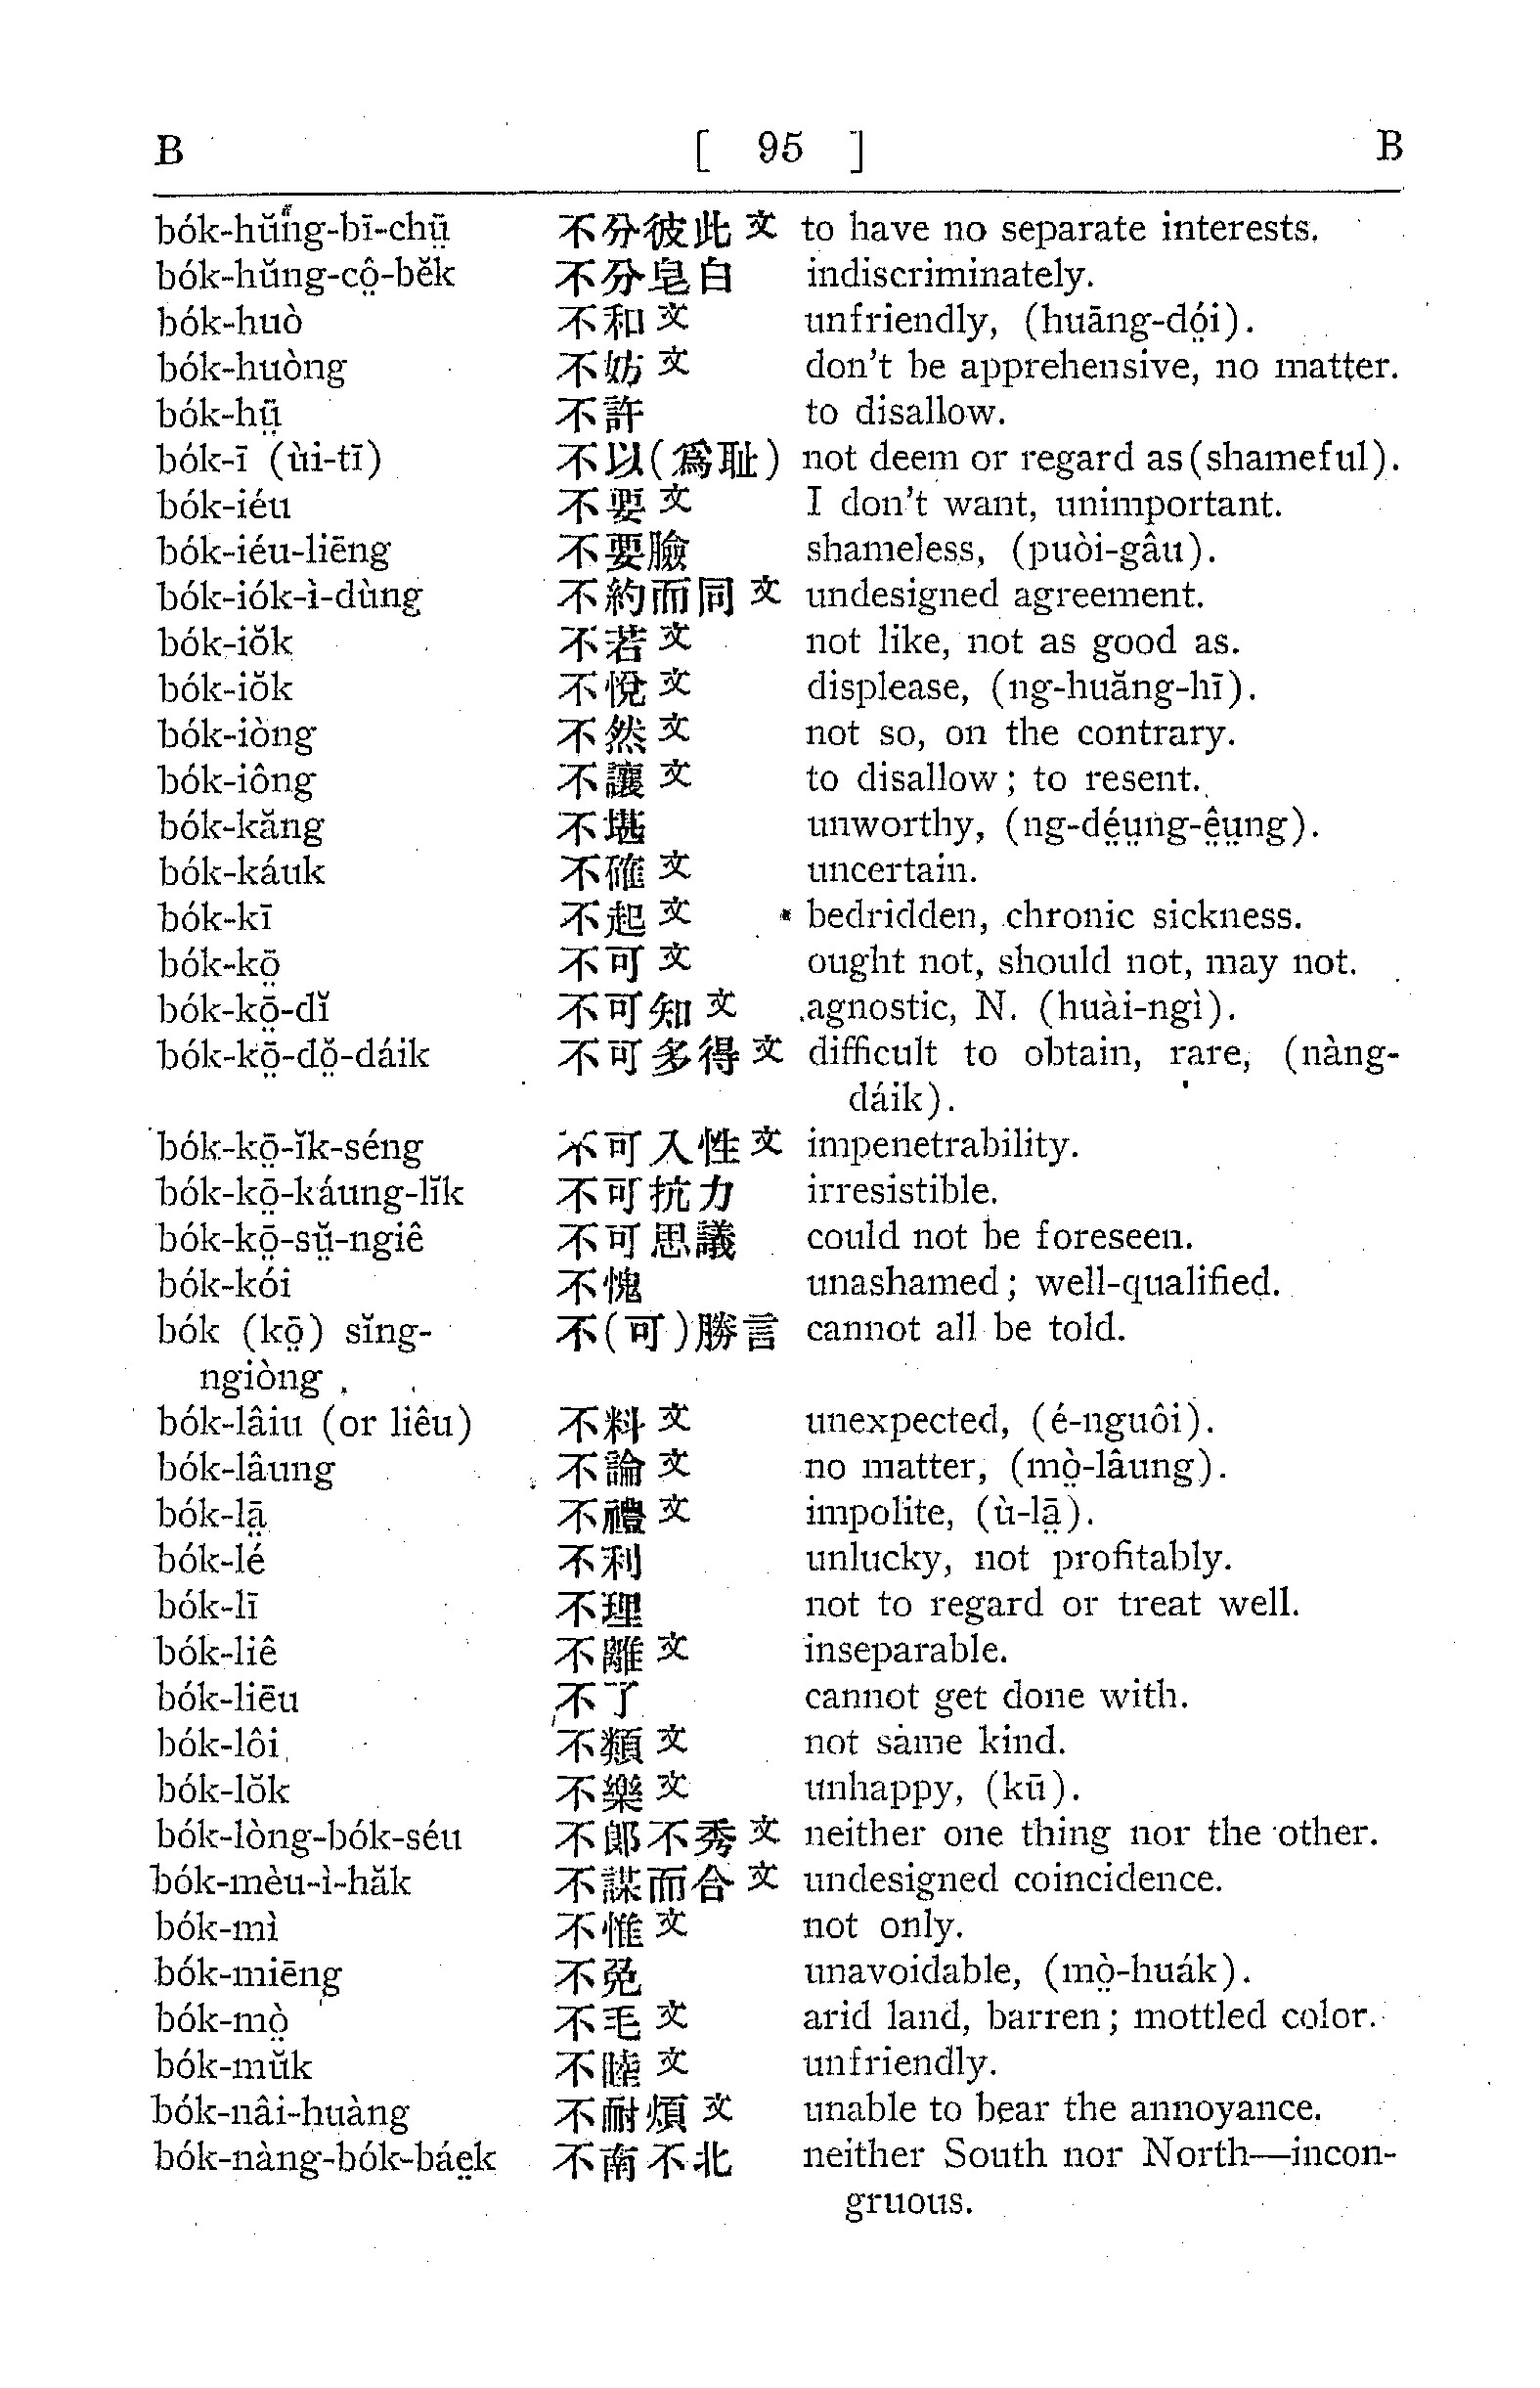 B [ 95 ] B
bók-hŭng-bī-chṳ̄ 不分彼此文 to have no separate interests.
bók-hŭng-cô̤-bĕk 不分皂白 indiscriminately.
bók-huò 不和文 unfriendly, (huāng-dó̤i).
bók-huòng 不妨文 don't be apprehensive, no matter.
bók-hṳ̄ 不許 to disallow.
bók-ī (ùi-tī) 不以(爲耻) not deem or regard as (shameful).
bók-iéu 不要文 I don't want, unimportant.
bók-iéu-liēng 不要臉 shameless, (puòi-gâu).
bók-iók-ì-dùng 不約而同文 undesigned agreement.
bók-iŏk 不若文 not like, not as good as.
bók-iŏk 不悅文 displease, (ng-huăng-hī).
bók-iòng 不然文 not so, on the contrary.
bók-iông 不讓文 to disallow; to resent.
bók-kăng 不堪 unworthy, (ng-dé̤ṳng-ê̤ṳng).
bók-káuk 不確文 uncertain.
bók-kī 不起文 bedridden, chronic sickness.
bók-kō̤ 不可文 ought not, should not, may not.
bók-kō̤-dĭ 不可知文 agnostic, N. (huài-ngì).
bók-kō̤-dŏ̤-dáik 不可多得文 difficult to obtain, rare, (nàng-
dáik).
bók-kō̤-ĭk-séng 不可入性文 impenetrability.
bók-kō̤-káung-lĭk 不可抗力 irresistible.
bók-kō̤-sṳ̆-ngiê 不可思議 could not be foreseen.
bók-kói 不愧 unashamed; well-qualified.
bók (kō̤) sĭng- 不(可)勝言 cannot all be told.
ngiòng
bók-lâiu (or liêu) 不料文 unexpected, (é-nguôi).
bók-lâung 不論文 no matter, (mò̤-lâung).
bók-lā̤ 不禮文 impolite, (ù-lā̤).
bók-lé 不利 unlucky, not profitably.
bók-lī 不理 not to regard or treat well.
bók-liê 不離文 inseparable.
bók-liēu 不了 cannot get done with.
bók-lôi 不類文 not same kind.
bók-lŏk 不樂文 unhappy, (kū).
bók-lòng-bók-séu 不郎不秀文 neither one thing nor the other.
bók-mèu-ì-hăk 不謀而合文 undesigned coincidence.
bók-mì 不惟文 not only.
bók-miēng 不免 unavoidable, (mò̤-huák).
bók-mò̤ 不毛文 arid land, barren; mottled color.
bók-mŭk 不睦文 unfriendly.
bók-nâi-huàng 不耐煩文 unable to bear the annoyance.
bók-nàng-bók-báe̤k 不南不北 neither South nor North—incon-
gruous.